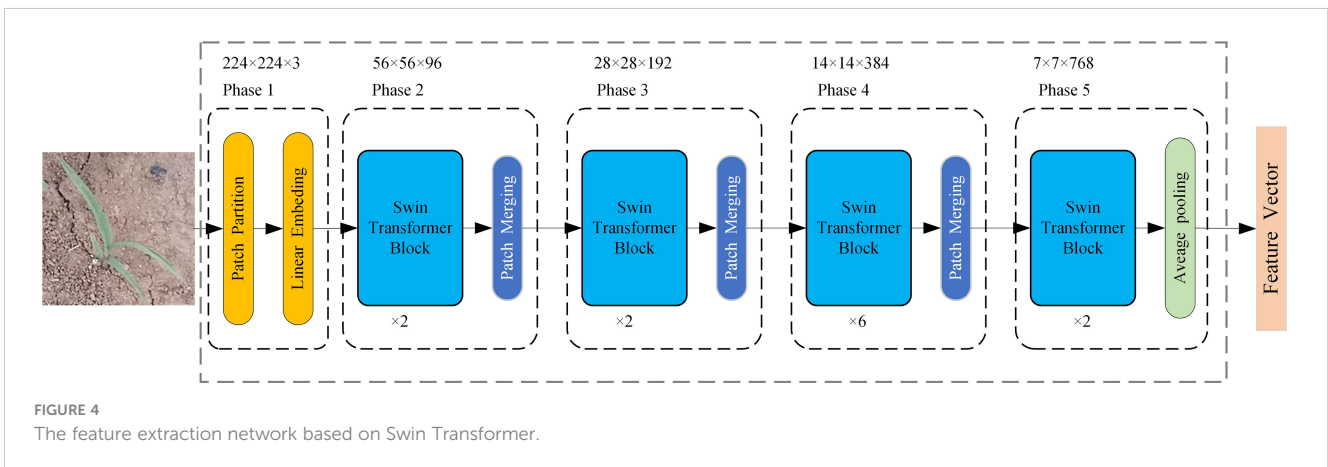 224×224×3
56×56×96
28×28×192
14×14×384
7×7×768
Phase 1
Phase 2
Phase 3
Phase 4
Phase 5
Patch Partition
Linear Embeding
Swin
Transformer
Block
×2
Patch Merging
Swin
Transformer
Block
×2
Patch Merging
Swin
Transformer
Block
×6
Patch Merging
Swin
Transformer
Block
×2
Aveage pooling
Feature Vector
FIGURE 4
The feature extraction network based on Swin Transformer.